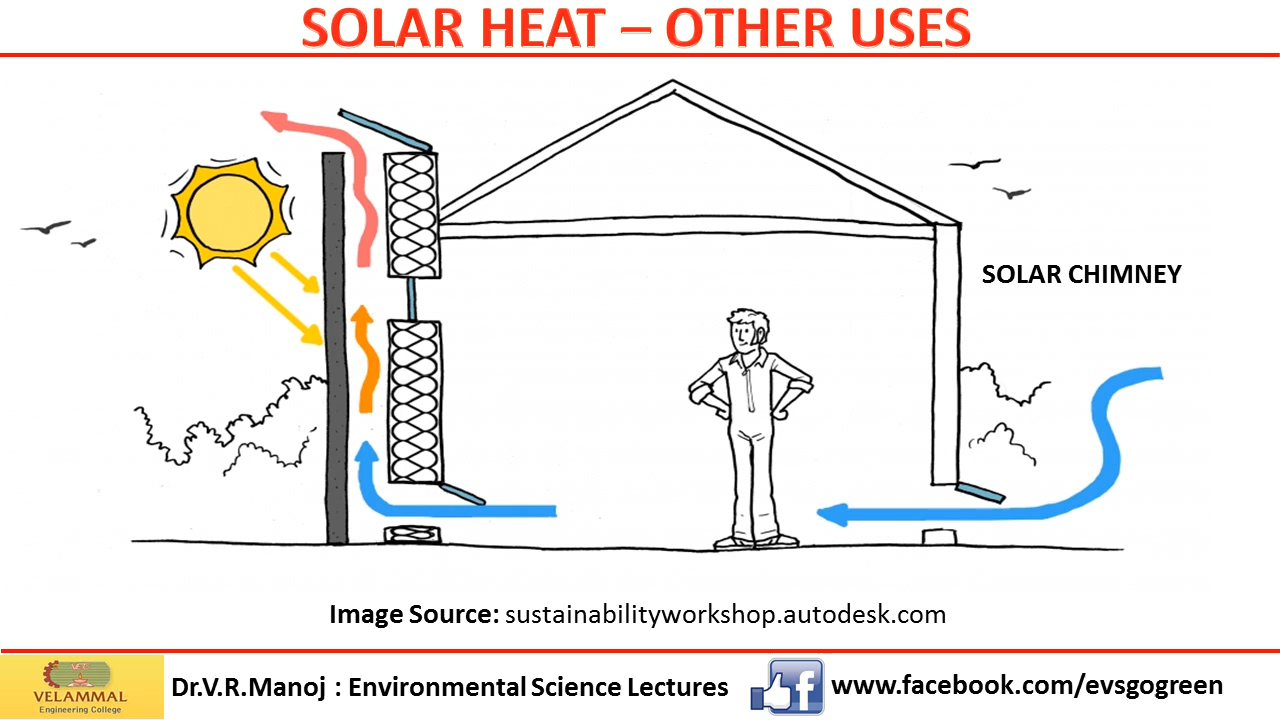 SOLAR HEAT – OTHER USES
SOLAR CHIMNEY
Image Source: sustainabilityworkshop.autodesk.com
VELAMMAL
Engineering College
Dr.V.R.Manoj : Environmental Science Lectures
f
www.facebook.com/evsgogreen